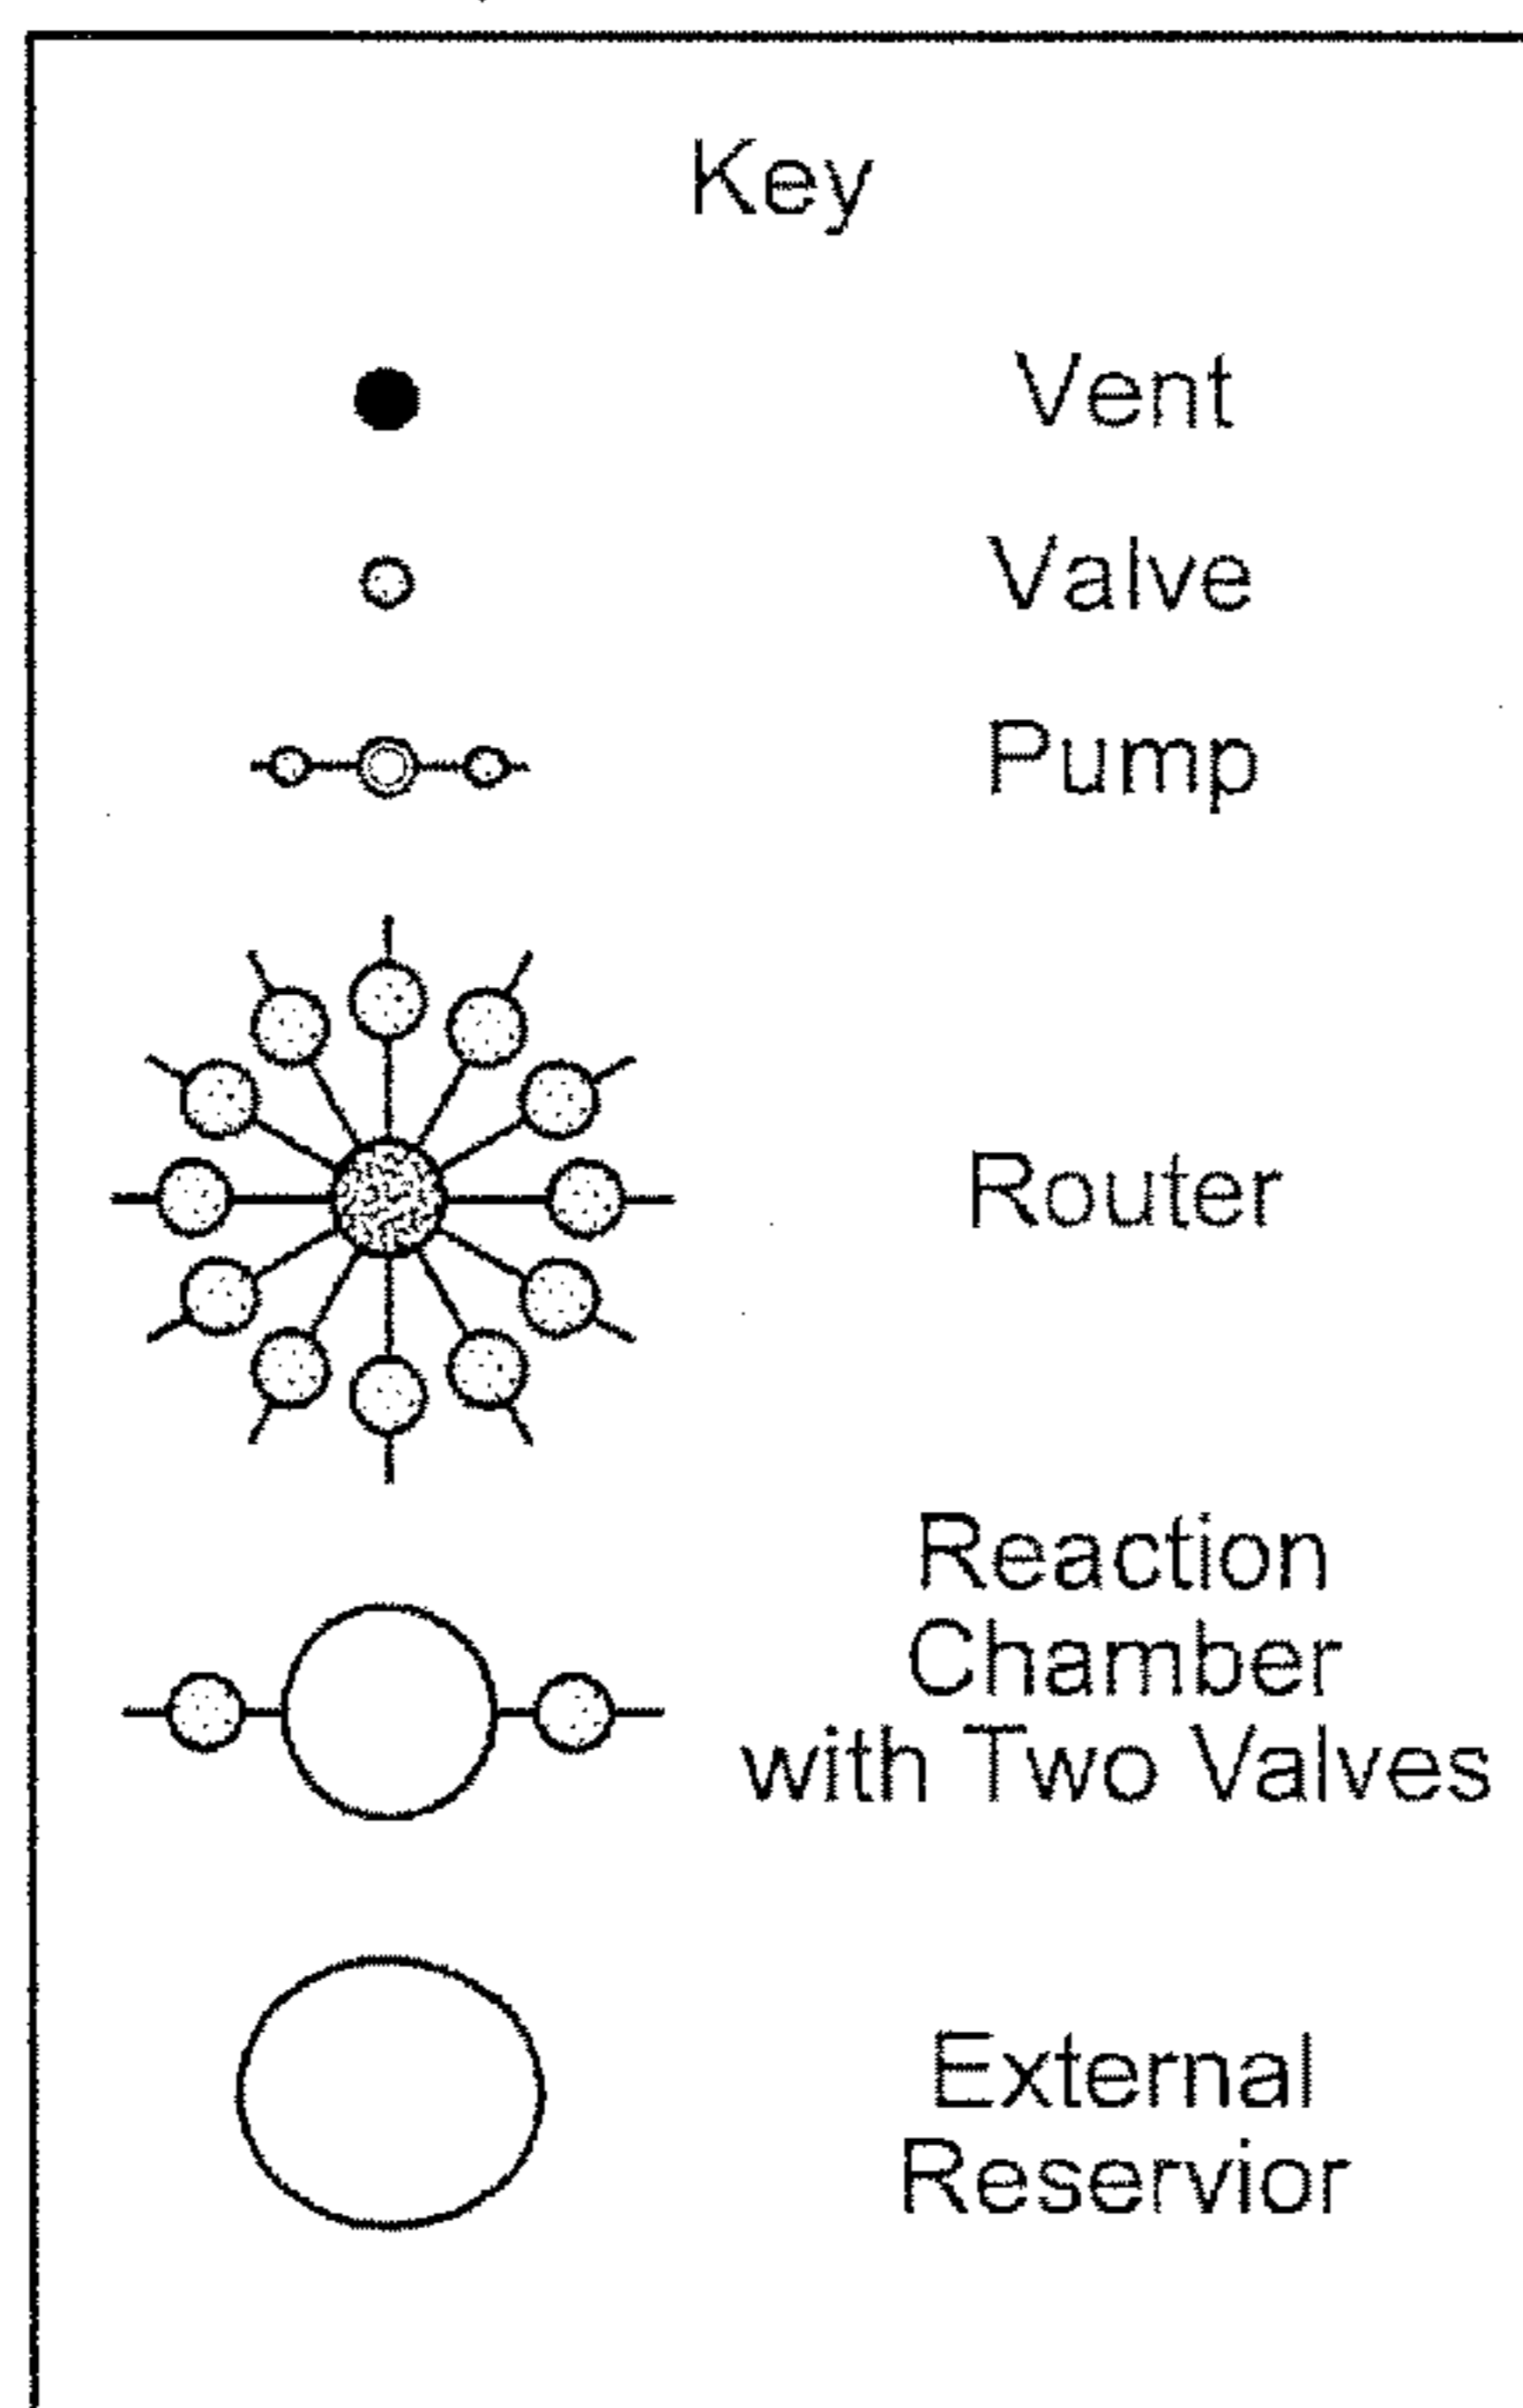 Key
Vent
Valve
Pump
Router
Reaction
Chamber
with Two Valves
External
Reservior